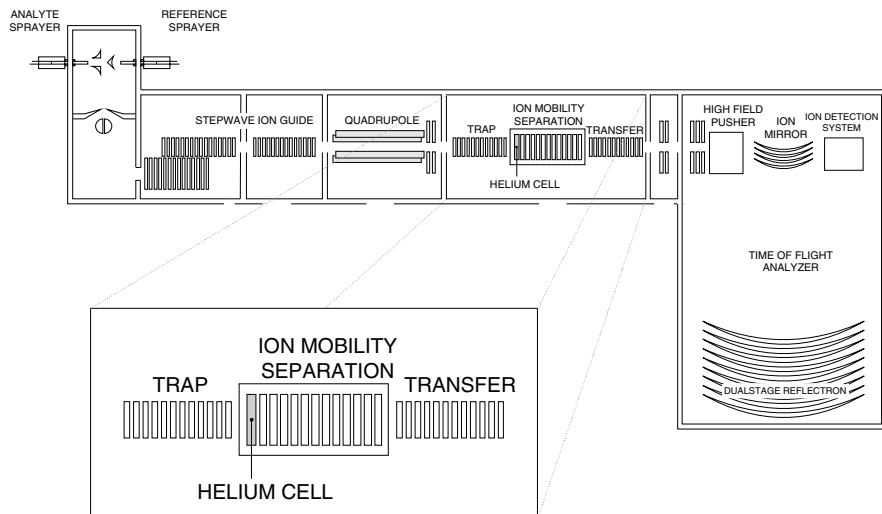 ANALYTE
SPRAYER
REFERENCE
SPRAYER
STEPWAVE ION GUIDE
QUADRUPOLE
TRAP
ION MOBILITY
SEPARATION
TRANSFER
HELIUM CELL
HIGH FIELD
PUSHER
ION
MIRROR
ION DETECTION
SYSTEM
TIME OF FLIGHT
ANALYZER
DUALSTAGE REFLECTRON
ION MOBILITY
SEPARATION
TRAP
TRANSFER
HELIUM CELL